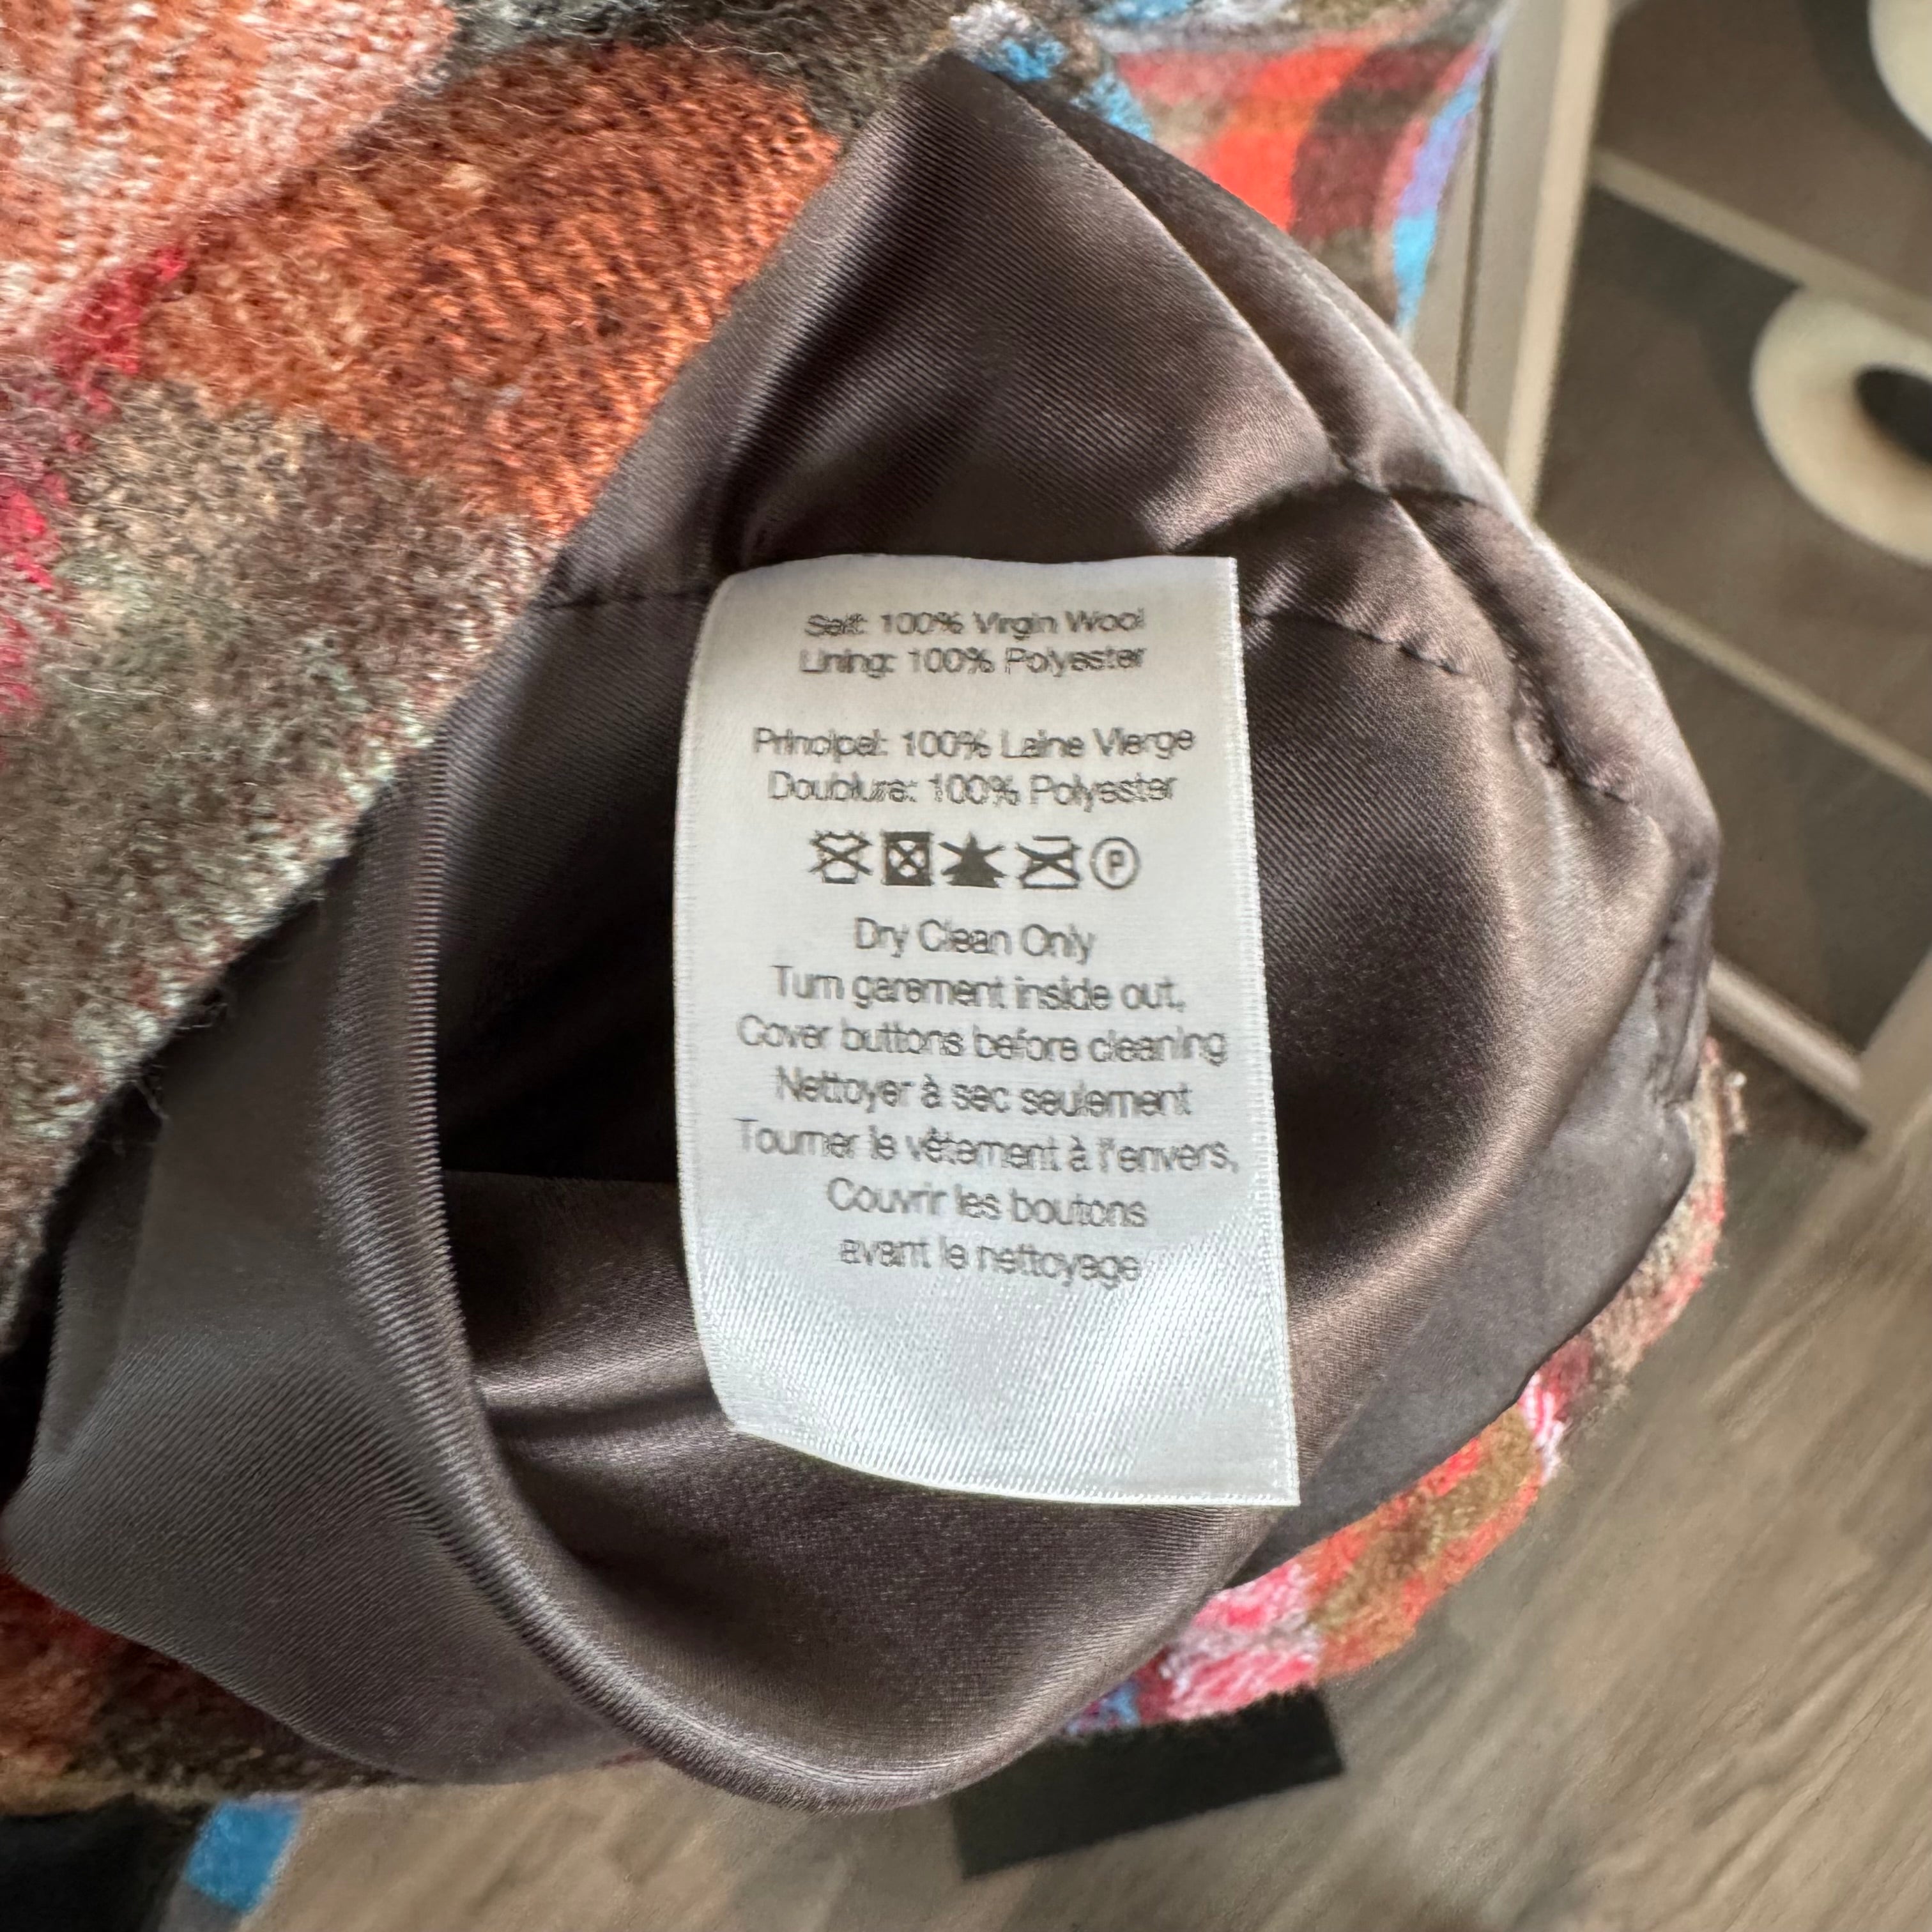 Self: 100% Virgin Wool
Lining: 100% Polyester
Principal: 100% Laine Vierge
Doublure: 100% Polyester
P
Dry Clean Only
Turn garement inside out,
Cover buttons before cleaning
Nettoyer à sec seulement
Tourner le vêtement à l'envers,
Couvrir les boutons
avant le nettoyage